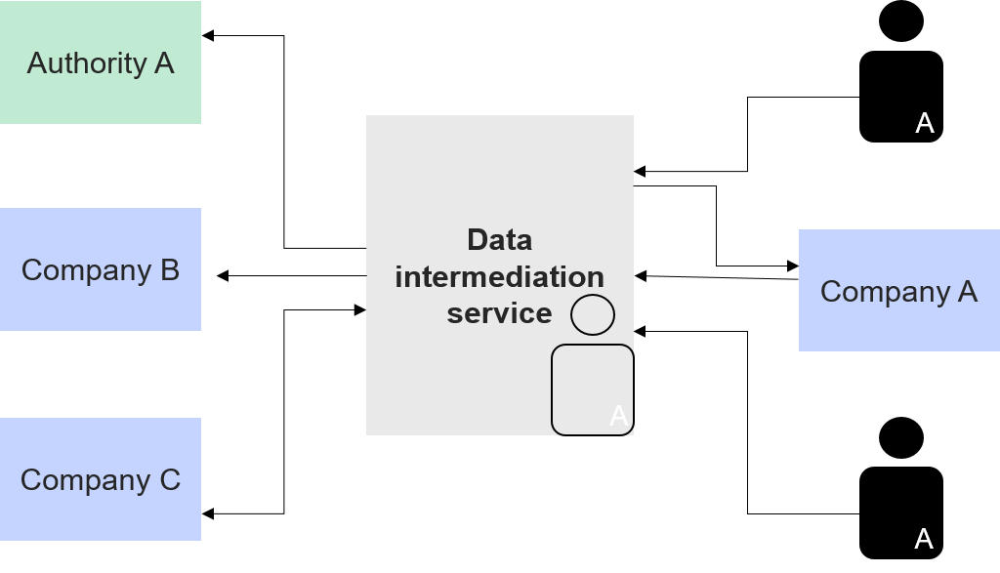 Authority A
A
Company B
Data
intermediation
service
Company A
A
Company C
A